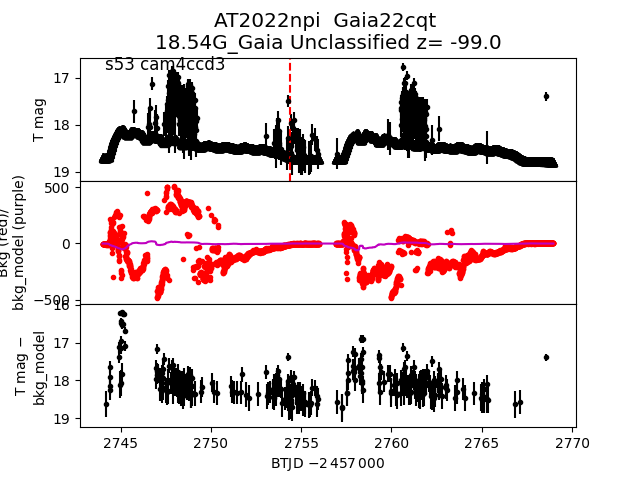 AT2022npi  Gaia22cqt
18.54G_Gaia Unclassified z= -99.0
s53 cam4ccd3
T mag
17
18
19
Bkg (red)/
bkg_model (purple)
500
0
−500
T mag −
bkg_model
16
17
18
19
2745
2750
2755
2760
2765
2770
BTJD −2 457 000